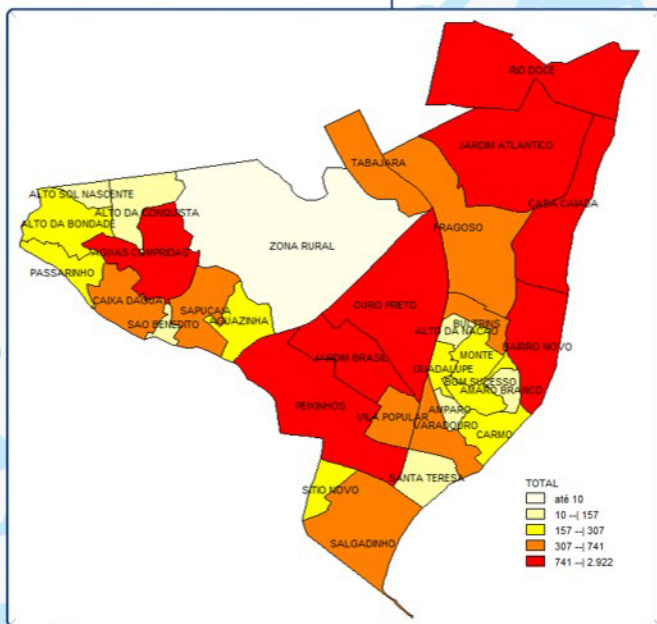 RIO DOCE
JARDIM ATLANTICO
TABAJARA
CASA CAIADA
ALTO SOL NASCENTE
ALTO DA CONQUISTA
ALTO DA BONDADE
FRAGOSO
ZONA RURAL
AGUAS COMPRIDAS
PASSARINHO
CAIXA DAGUA
SAPUCAIA
OURO PRETO
SAO BENEDITO
AGUAZINHA
BULTRINS
ALTO DA NACAO
BAIRRO NOVO
JARDIM BRASIL
MONTE
GUADALUPE
BOM SUCESSO
AMARO BRANCO
PEIXINHOS
AMPARO
VILA POPULAR
VARADOURO
CARMO
SANTA TERESA
SITIO NOVO
SALGADINHO
TOTAL
até 10
10 --| 157
157 --| 307
307 --| 741
741 --| 2.922